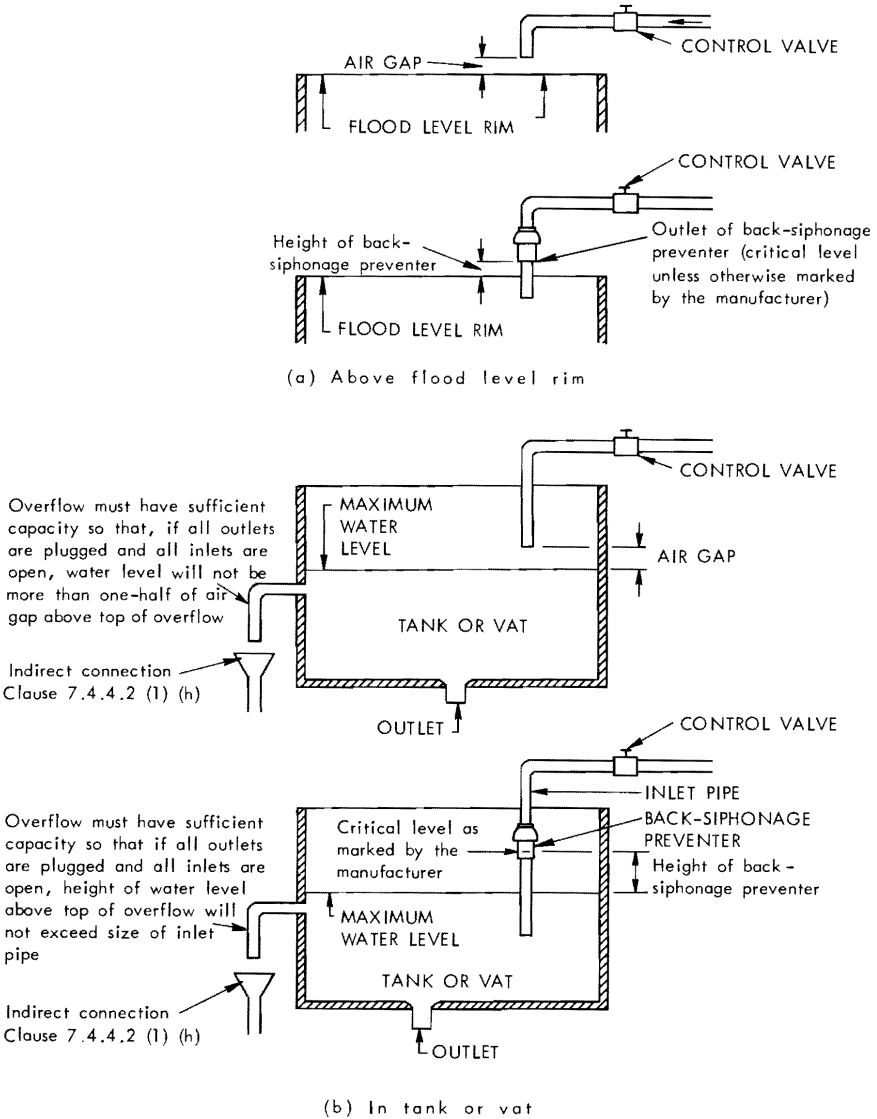 CONTROL VALVE
AIR GAP
FLOOD LEVEL RIM
CONTROL VALVE
Height of back-
siphonage preventer
Outlet of back-siphonage
preventer (critical level
unless otherwise marked
by the manufacturer)
FLOOD LEVEL RIM
(a) Above flood level rim
CONTROL VALVE
Overflow must have sufficient
capacity so that, if all outlets
are plugged and all inlets are
open, water level will not be
more than one-half of air
gap above top of overflow
MAXIMUM
WATER
LEVEL
AIR GAP
TANK OR VAT
Indirect connection
Clause 7.4.4.2 (1) (h)
OUTLET
CONTROL VALVE
INLET PIPE
BACK-SIPHONAGE
PREVENTER
Overflow must have sufficient
capacity so that if all outlets
are plugged and all inlets are
open, height of water level
above top of overflow will
not exceed size of inlet
pipe
Critical level as
marked by the
manufacturer
Height of back-
siphonage preventer
MAXIMUM
WATER LEVEL
TANK OR VAT
Indirect connection
Clause 7.4.4.2 (1) (h)
OUTLET
(b) In tank or vat